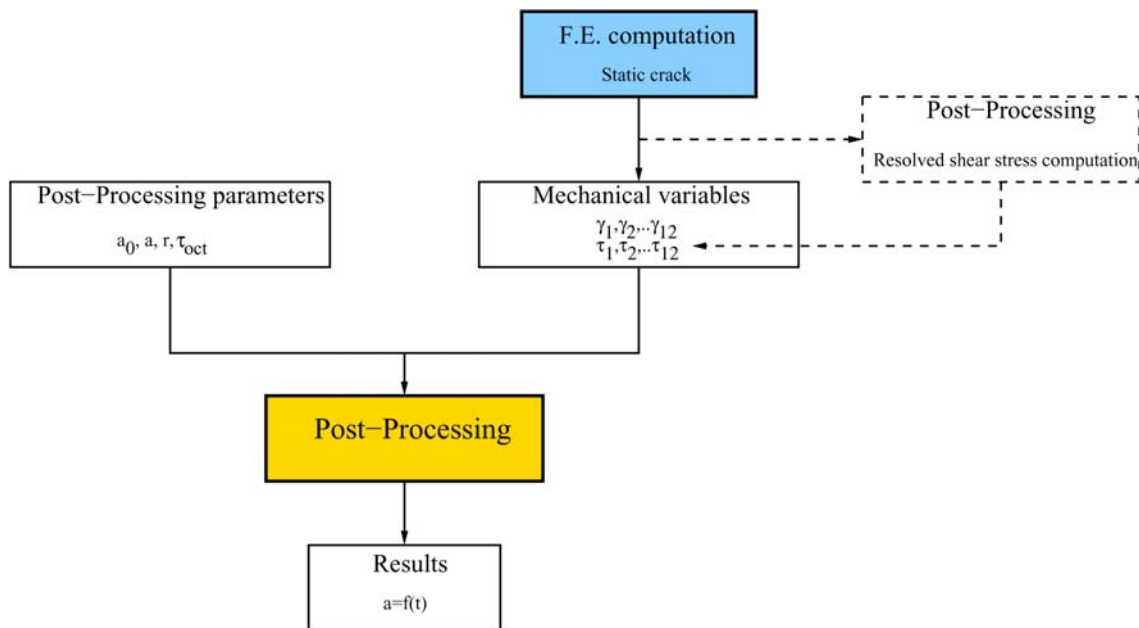 F.E. computation
Static crack
Post−Processing
Resolved shear stress computation
Post−Processing parameters
a₀, a, r, τₒct
Mechanical variables
γ₁,γ₂,..γ₁₂
τ₁,τ₂,..τ₁₂
Post−Processing
Results
a=f(t)